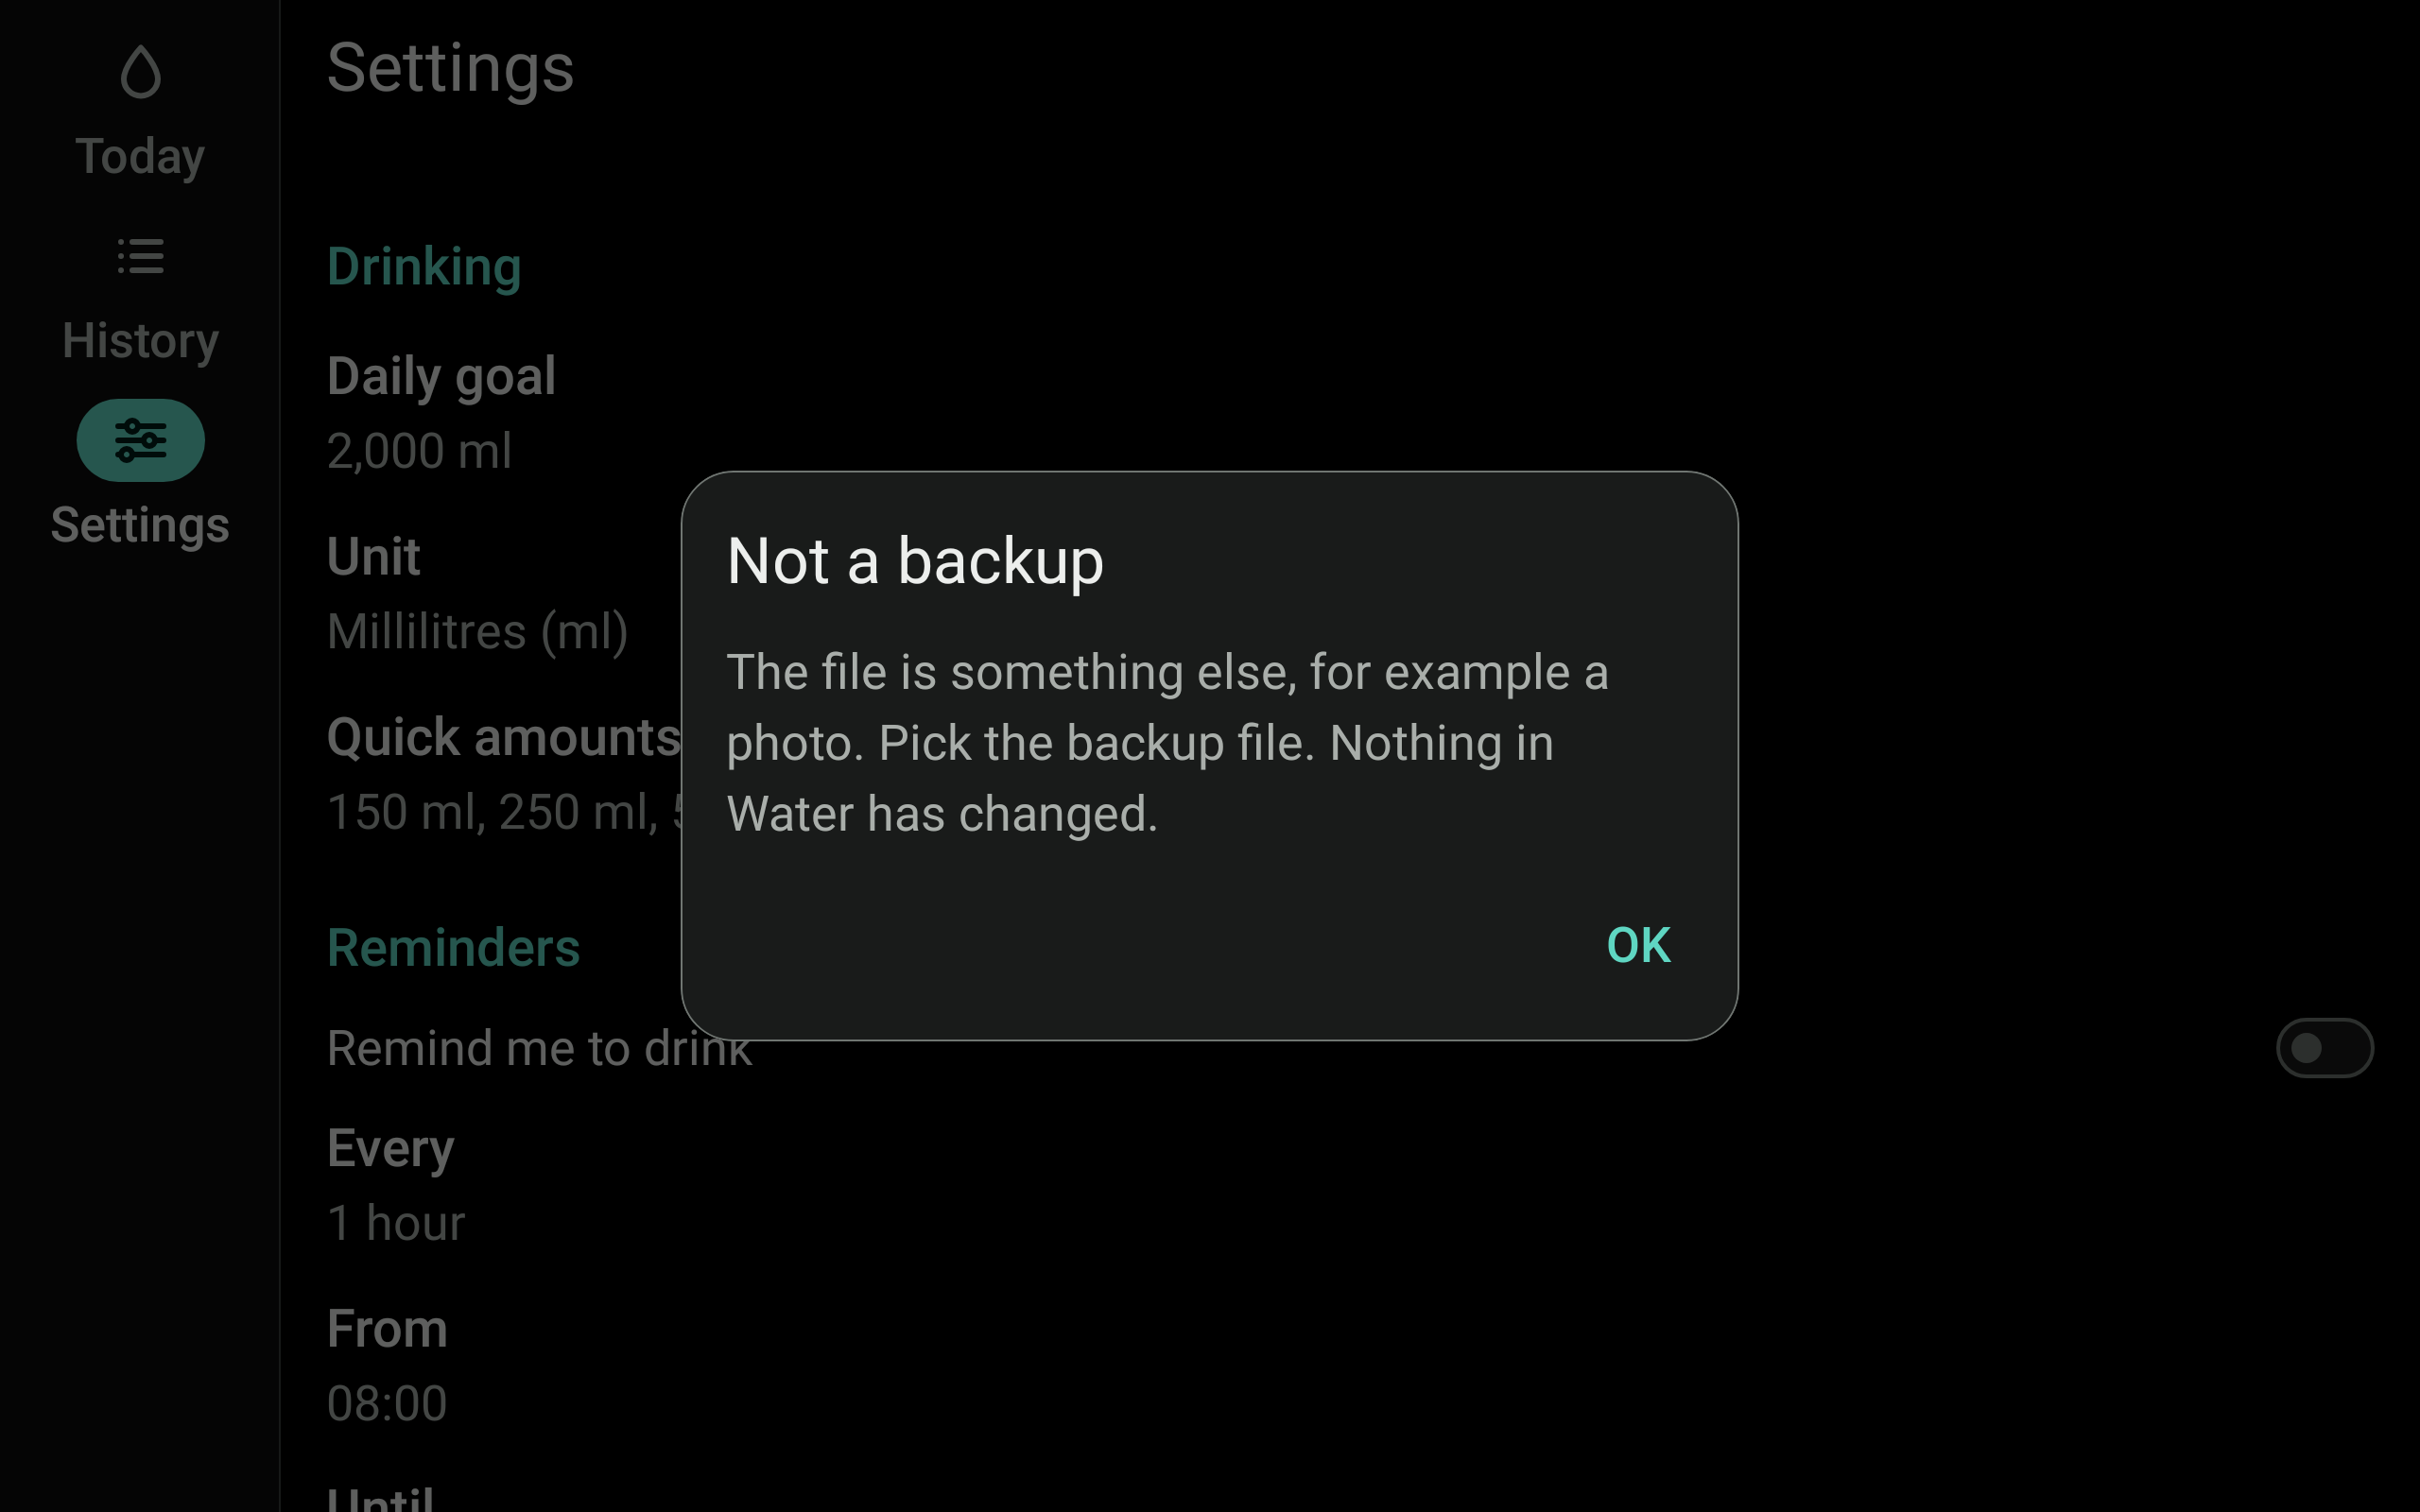 Today
History
Settings
Settings
Drinking
Daily goal
2,000 ml
Unit
Millilitres (ml)
Quick amounts
150 ml, 250 ml,
Reminders
Remind me to drink
Every
1 hour
From
08:00
Until
Not a backup
The file is something else, for example a
photo. Pick the backup file. Nothing in
Water has changed.
OK